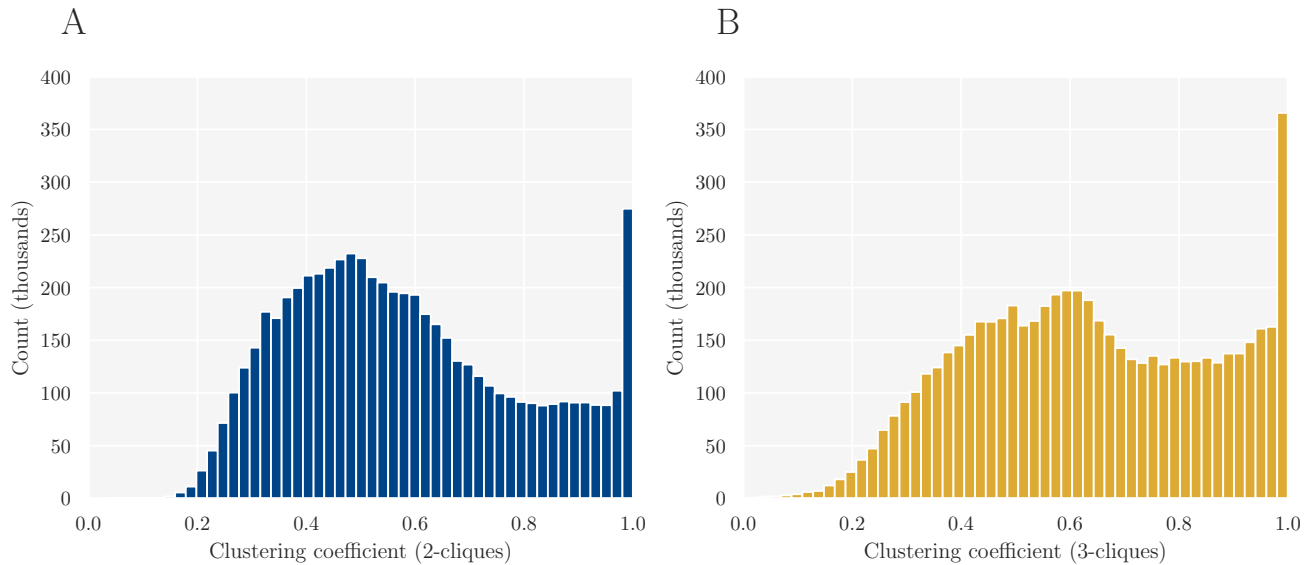 A
400
350
300
250
200
150
100
50
0
Count (thousands)
0.0 0.2 0.4 0.6 0.8 1.0
Clustering coefficient (2-cliques)
B
400
350
300
250
200
150
100
50
0
Count (thousands)
0.0 0.2 0.4 0.6 0.8 1.0
Clustering coefficient (3-cliques)